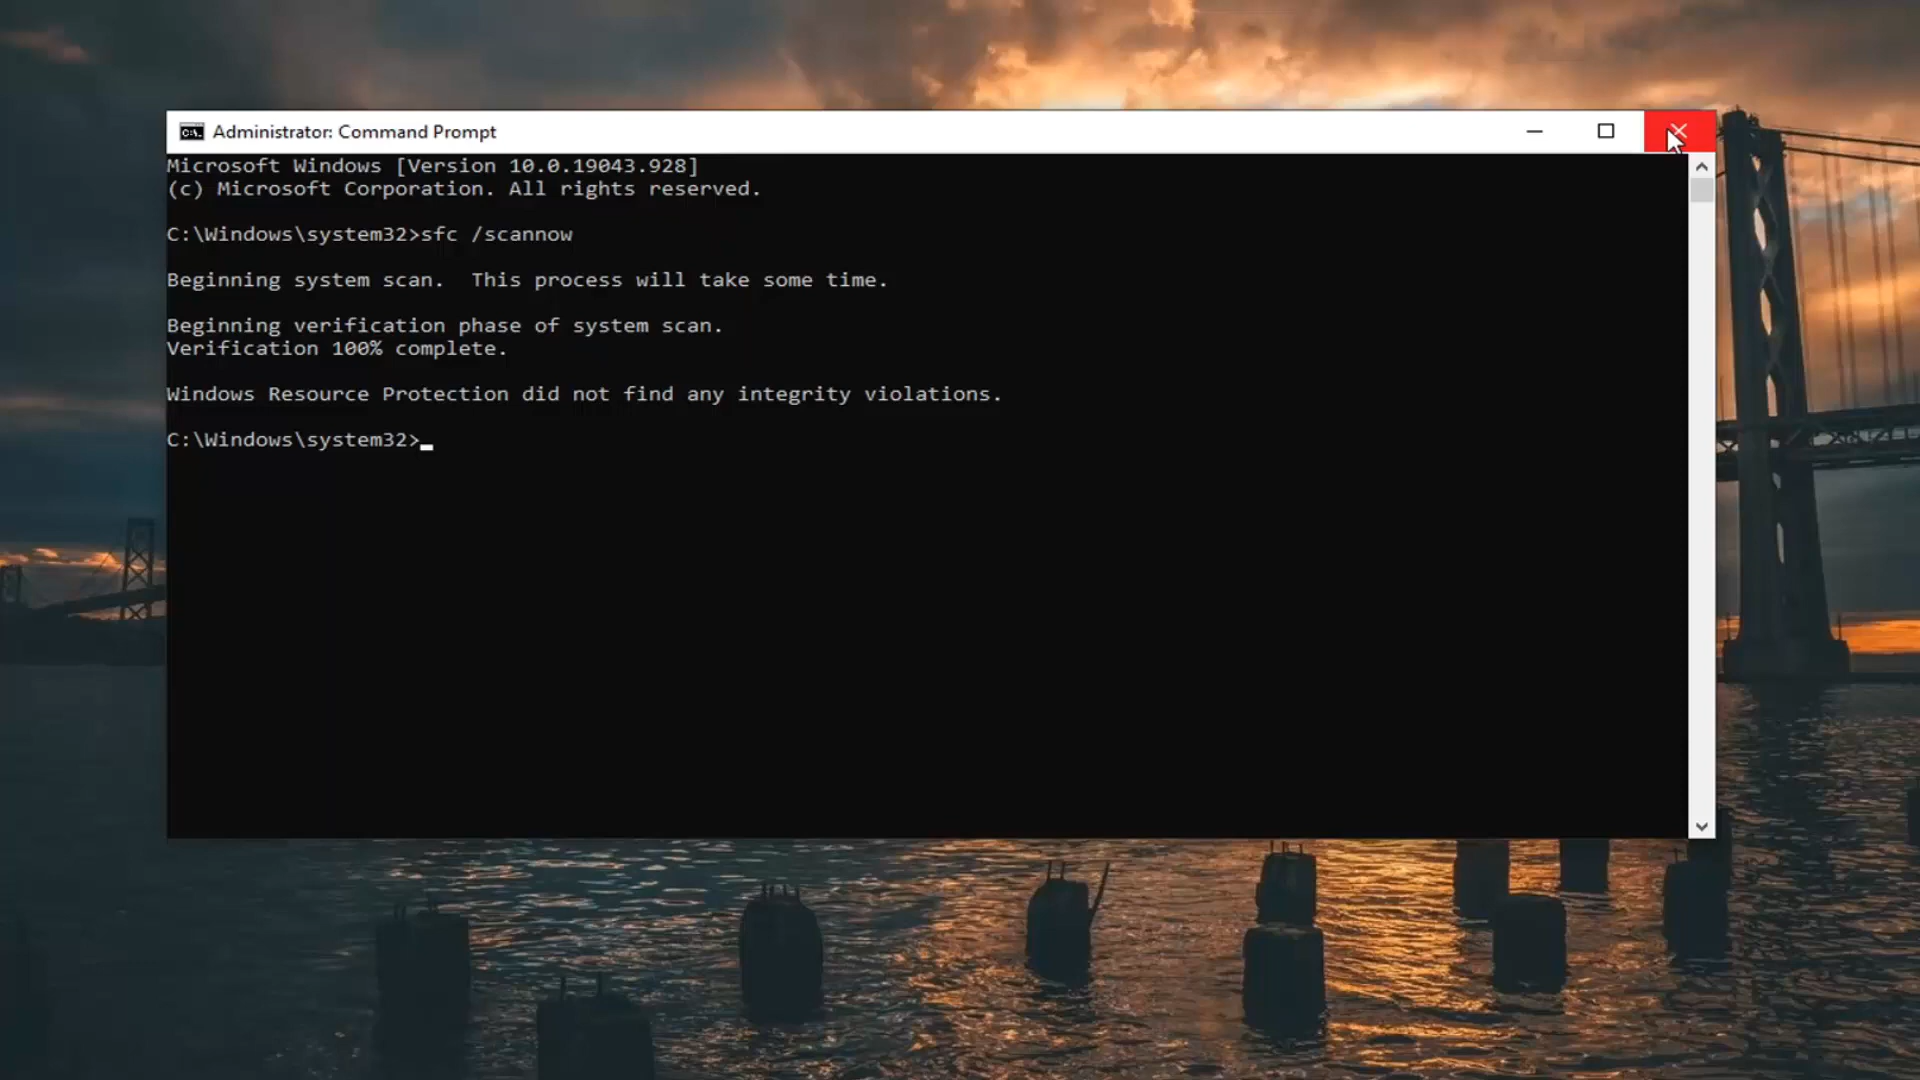 Administrator: Command Prompt
Microsoft Windows [Version 10.0.19043.928]
(c) Microsoft Corporation. All rights reserved.
C:\Windows\system32>sfc /scannow
Beginning system scan.  This process will take some time.
Beginning verification phase of system scan.
Verification 100% complete.
Windows Resource Protection did not find any integrity violations.
C:\Windows\system32>